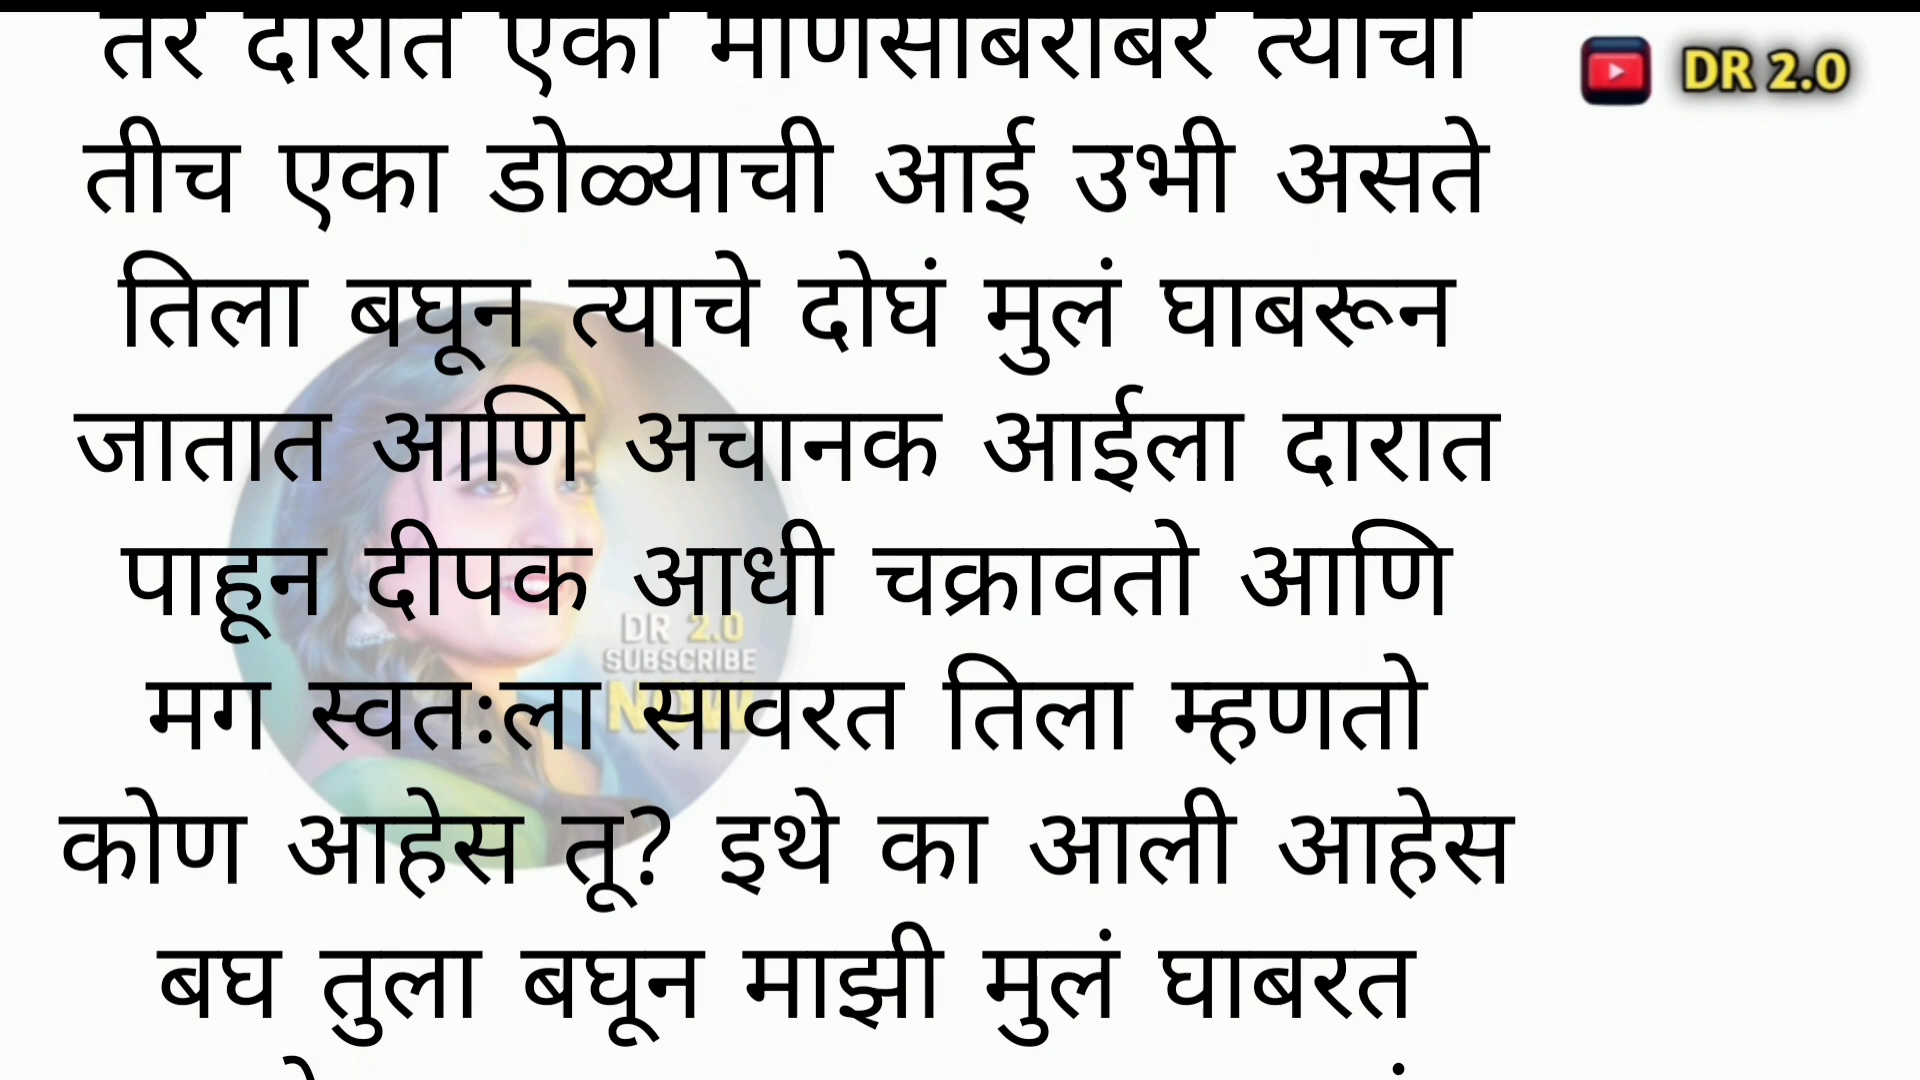 तर दारात एका माणसाबरोबर त्याची
DR 2.0
तीच एका डोळ्याची आई उभी असते
तिला बघून त्याचे दोघं मुलं घाबरून
जातात आणि अचानक आईला दारात
पाहून दीपक आधी चक्रावतो आणि
DR 2.0
SUBSCRIBE
NOW
मग स्वतःला सावरत तिला म्हणतो
कोण आहेस तू? इथे का आली आहेस
बघ तुला बघून माझी मुलं घाबरत